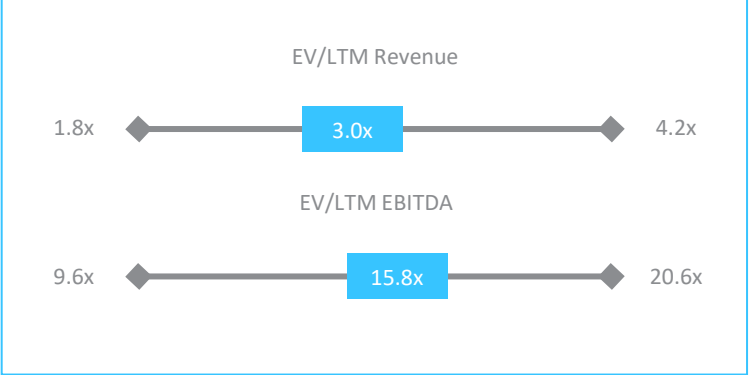 EV/LTM Revenue
1.8x 3.0x 4.2x
EV/LTM EBITDA
9.6x 15.8x 20.6x